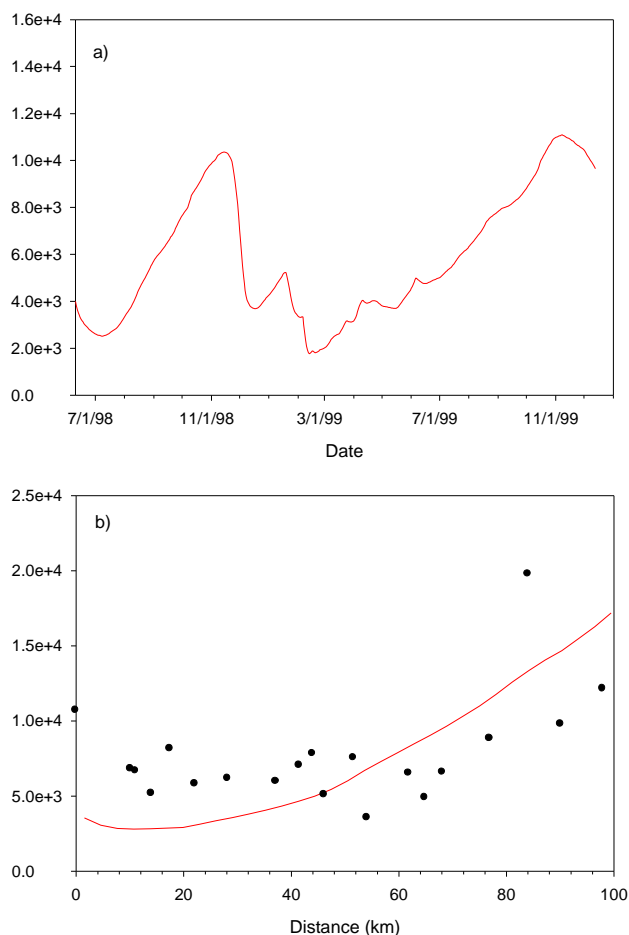 1.6e+4
a)
1.4e+4
1.2e+4
1.0e+4
8.0e+3
6.0e+3
4.0e+3
2.0e+3
0.0
7/1/98 11/1/98 3/1/99 7/1/99 11/1/99
Date
2.5e+4
b)
2.0e+4
1.5e+4
1.0e+4
5.0e+3
0.0
0 20 40 60 80 100
Distance (km)